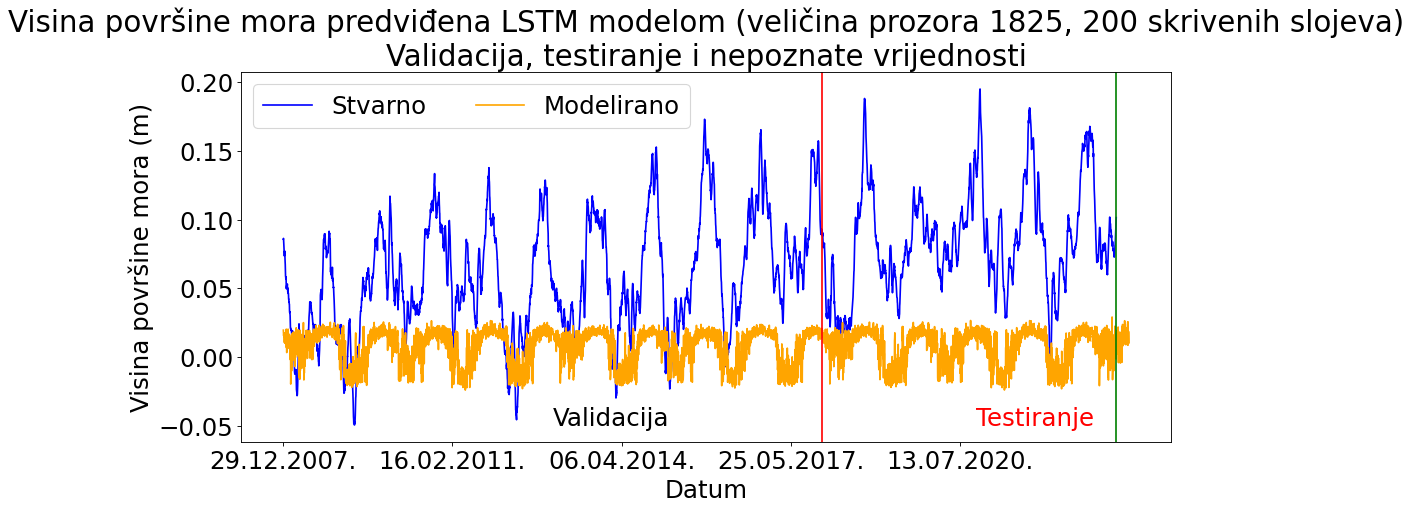 Visina površine mora predviđena LSTM modelom (veličina prozora 1825, 200 skrivenih slojeva)
Validacija, testiranje i nepoznate vrijednosti
Stvarno
Modelirano
Visina površine mora (m)
0.20
0.15
0.10
0.05
0.00
−0.05
Validacija
Testiranje
29.12.2007.
16.02.2011.
06.04.2014.
25.05.2017.
13.07.2020.
Datum